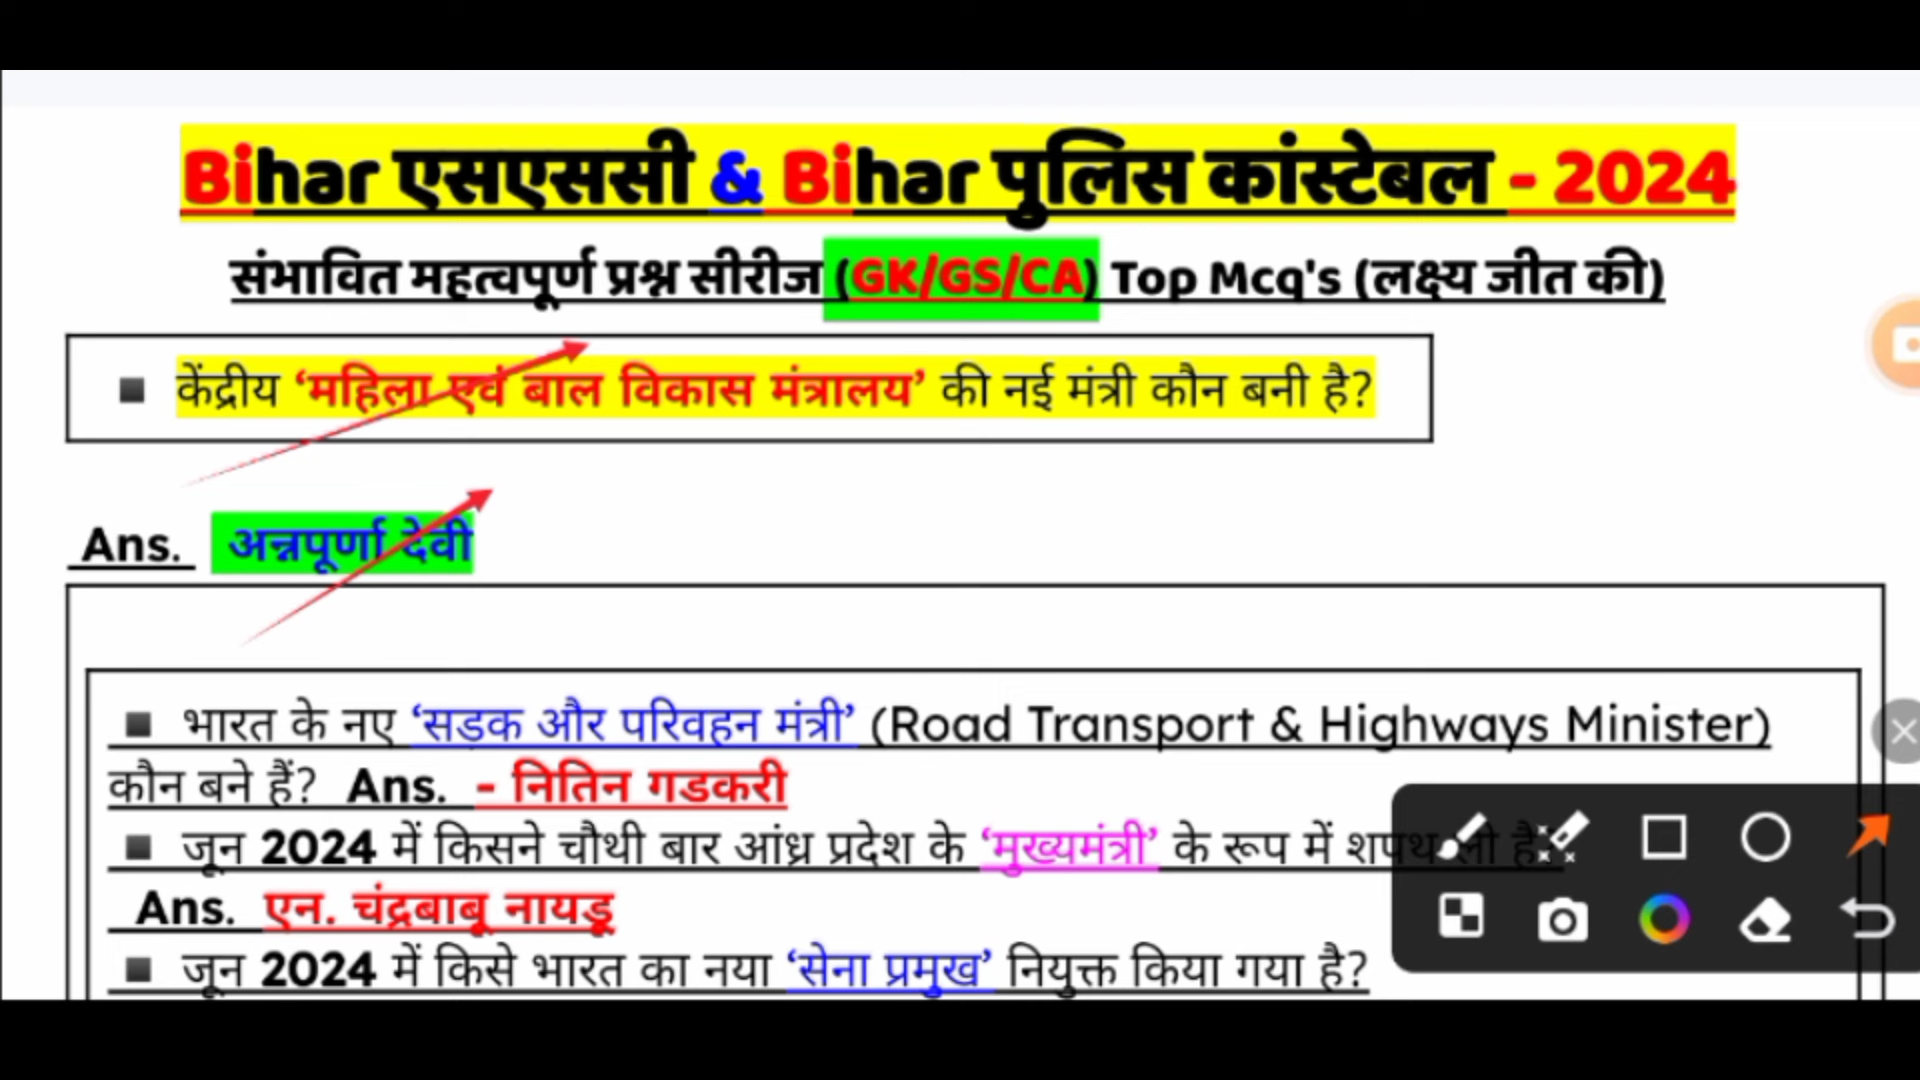 Bihar एसएससी & Bihar पुलिस कांस्टेबल - 2024
संभावित महत्वपूर्ण प्रश्न सीरीज (GK/GS/CA) Top Mcq's (लक्ष्य जीत की)
▪ केंद्रीय ‘महिला एवं बाल विकास मंत्रालय’ की नई मंत्री कौन बनी है?
Ans. अन्नपूर्णा देवी
▪ भारत के नए ‘सडक और परिवहन मंत्री’ (Road Transport & Highways Minister)
कौन बने हैं? Ans. - नितिन गडकरी
▪ जून 2024 में किसने चौथी बार आंध्र प्रदेश के ‘मुख्यमंत्री’ के रूप में शपथ ली है
Ans. एन. चंद्रबाबू नायडू
▪ जून 2024 में किसे भारत का नया ‘सेना प्रमुख’ नियुक्त किया गया है?